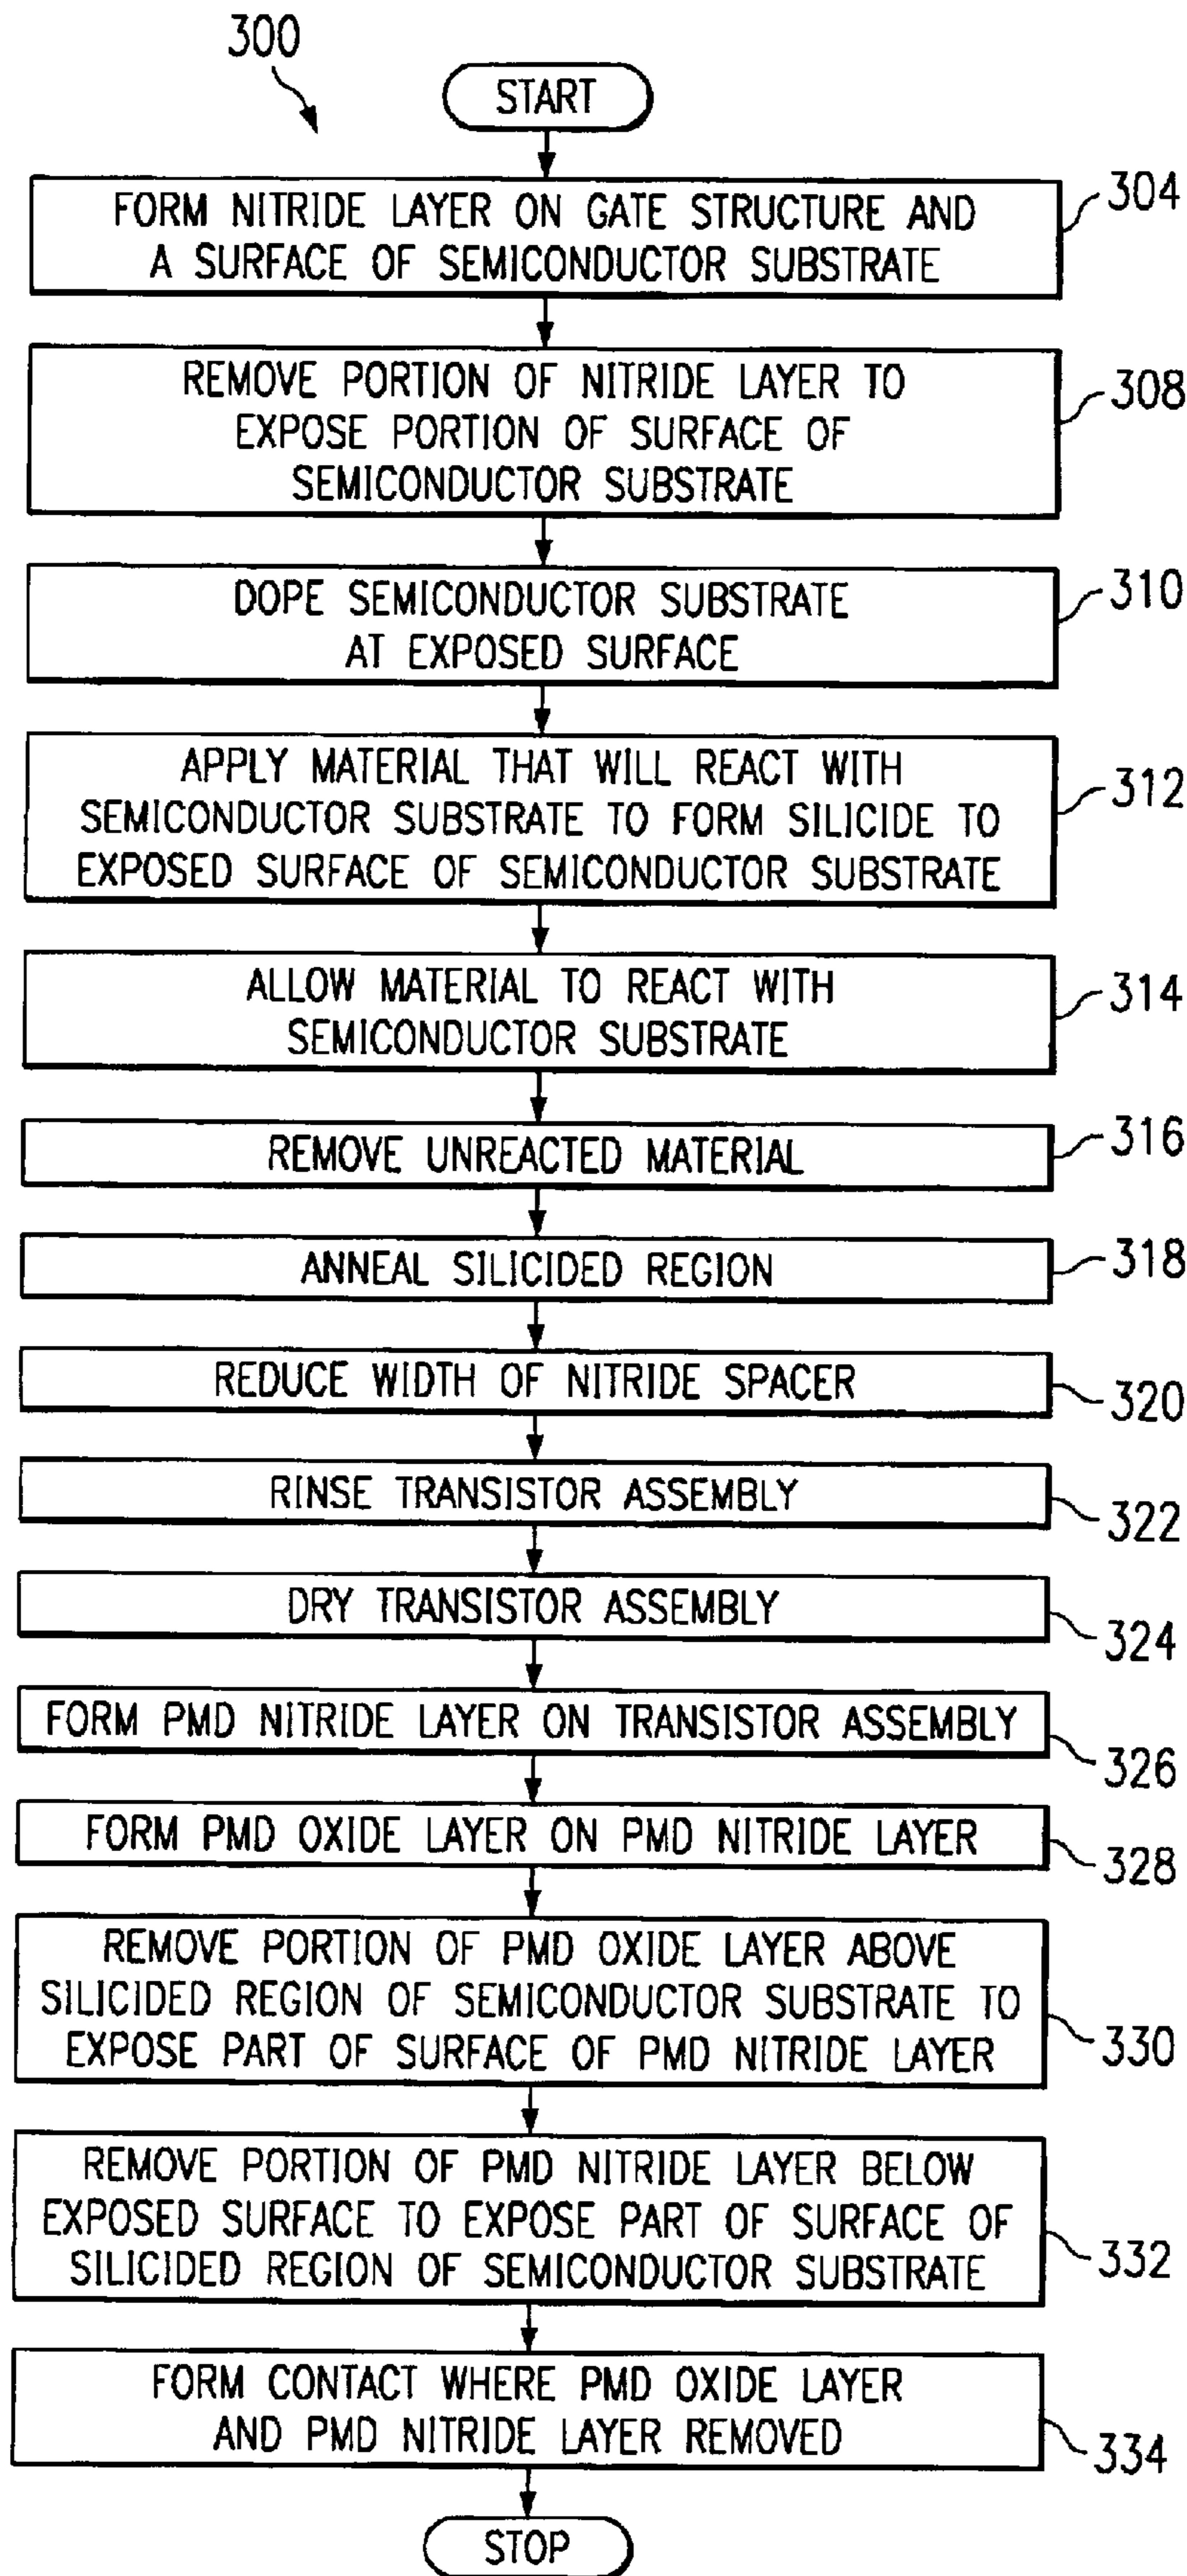 300
START
FORM NITRIDE LAYER ON GATE STRUCTURE AND
A SURFACE OF SEMICONDUCTOR SUBSTRATE
304
REMOVE PORTION OF NITRIDE LAYER TO
EXPOSE PORTION OF SURFACE OF
SEMICONDUCTOR SUBSTRATE
308
DOPE SEMICONDUCTOR SUBSTRATE
AT EXPOSED SURFACE
310
APPLY MATERIAL THAT WILL REACT WITH
SEMICONDUCTOR SUBSTRATE TO FORM SILICIDE TO
EXPOSED SURFACE OF SEMICONDUCTOR SUBSTRATE
312
ALLOW MATERIAL TO REACT WITH
SEMICONDUCTOR SUBSTRATE
314
REMOVE UNREACTED MATERIAL
316
ANNEAL SILICIDED REGION
318
REDUCE WIDTH OF NITRIDE SPACER
320
RINSE TRANSISTOR ASSEMBLY
322
DRY TRANSISTOR ASSEMBLY
324
FORM PMD NITRIDE LAYER ON TRANSISTOR ASSEMBLY
326
FORM PMD OXIDE LAYER ON PMD NITRIDE LAYER
328
REMOVE PORTION OF PMD OXIDE LAYER ABOVE
SILICIDED REGION OF SEMICONDUCTOR SUBSTRATE TO
EXPOSE PART OF SURFACE OF PMD NITRIDE LAYER
330
REMOVE PORTION OF PMD NITRIDE LAYER BELOW
EXPOSED SURFACE TO EXPOSE PART OF SURFACE OF
SILICIDED REGION OF SEMICONDUCTOR SUBSTRATE
332
FORM CONTACT WHERE PMD OXIDE LAYER
AND PMD NITRIDE LAYER REMOVED
334
STOP